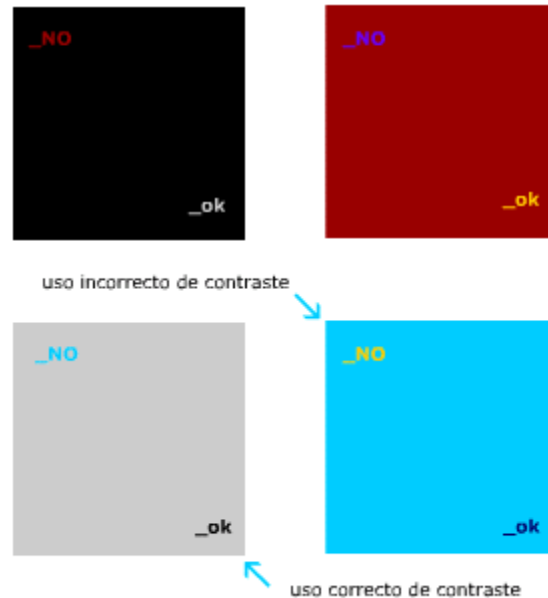 _NO
_NO
_ok
_ok
uso incorrecto de contraste
_NO
_NO
_ok
_ok
uso correcto de contraste